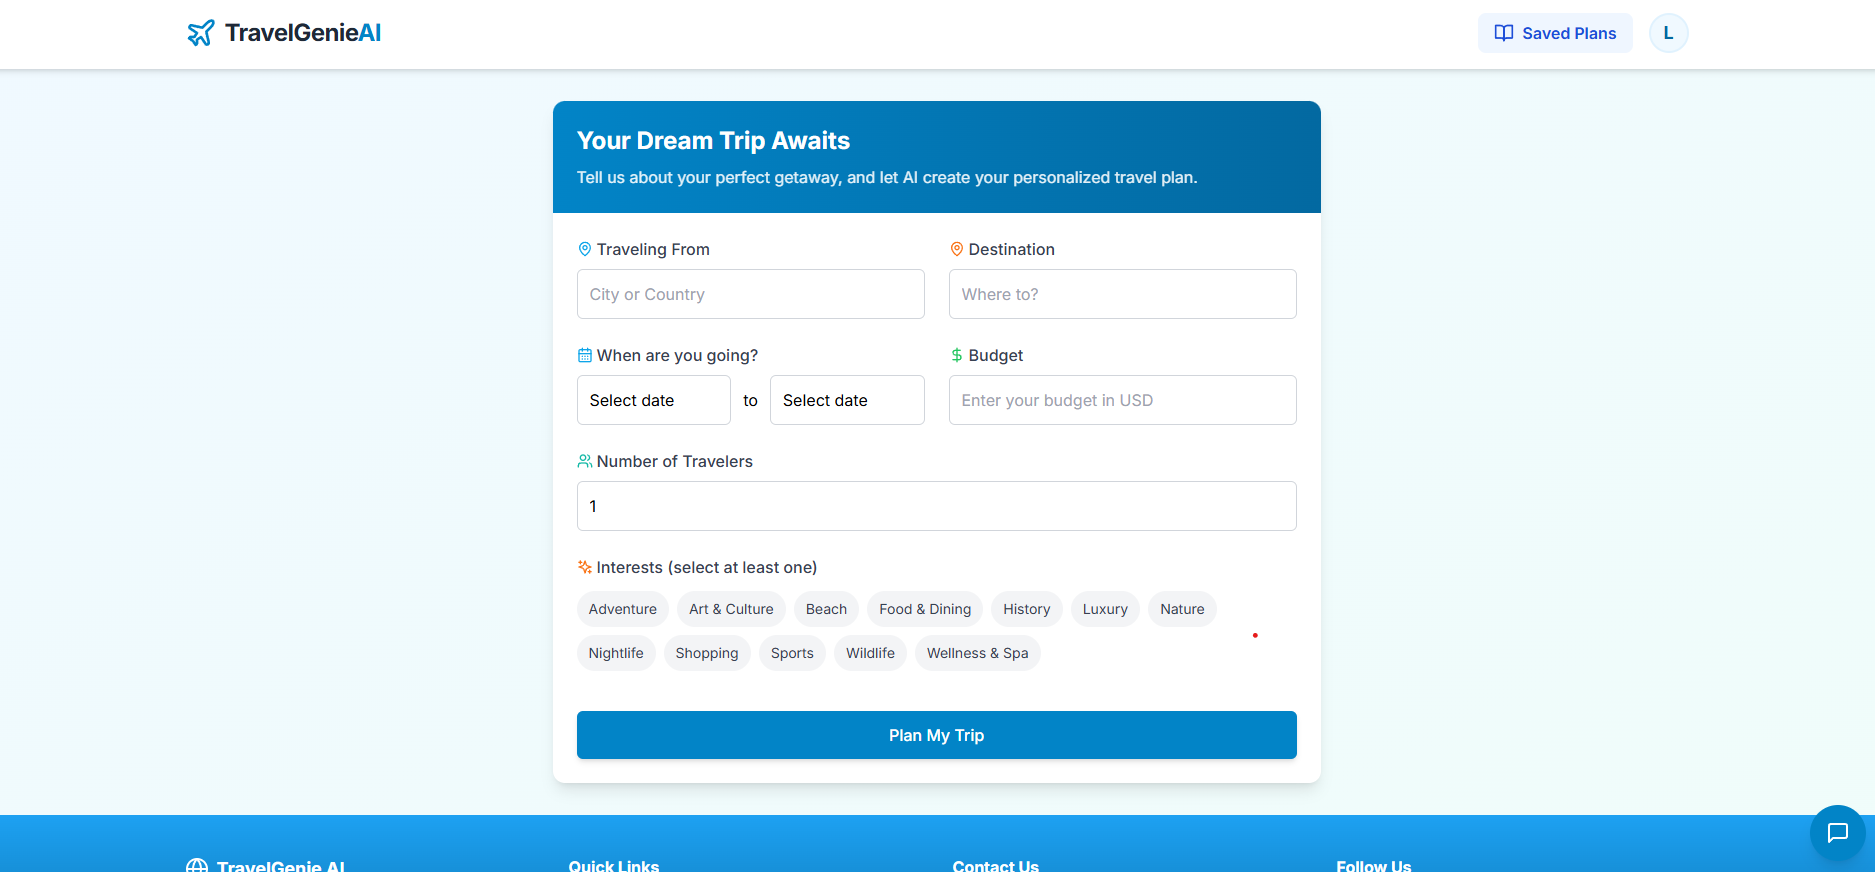 TravelGenieAI
Saved Plans
L
Your Dream Trip Awaits
Tell us about your perfect getaway, and let AI create your personalized travel plan.
Traveling From
Destination
City or Country
Where to?
When are you going?
Budget
Select date to Select date
Enter your budget in USD
Number of Travelers
1
Interests (select at least one)
Adventure Art & Culture Beach Food & Dining History Luxury Nature
Nightlife Shopping Sports Wildlife Wellness & Spa
Plan My Trip
TravelGenie AI
Quick Links
Contact Us
Follow Us